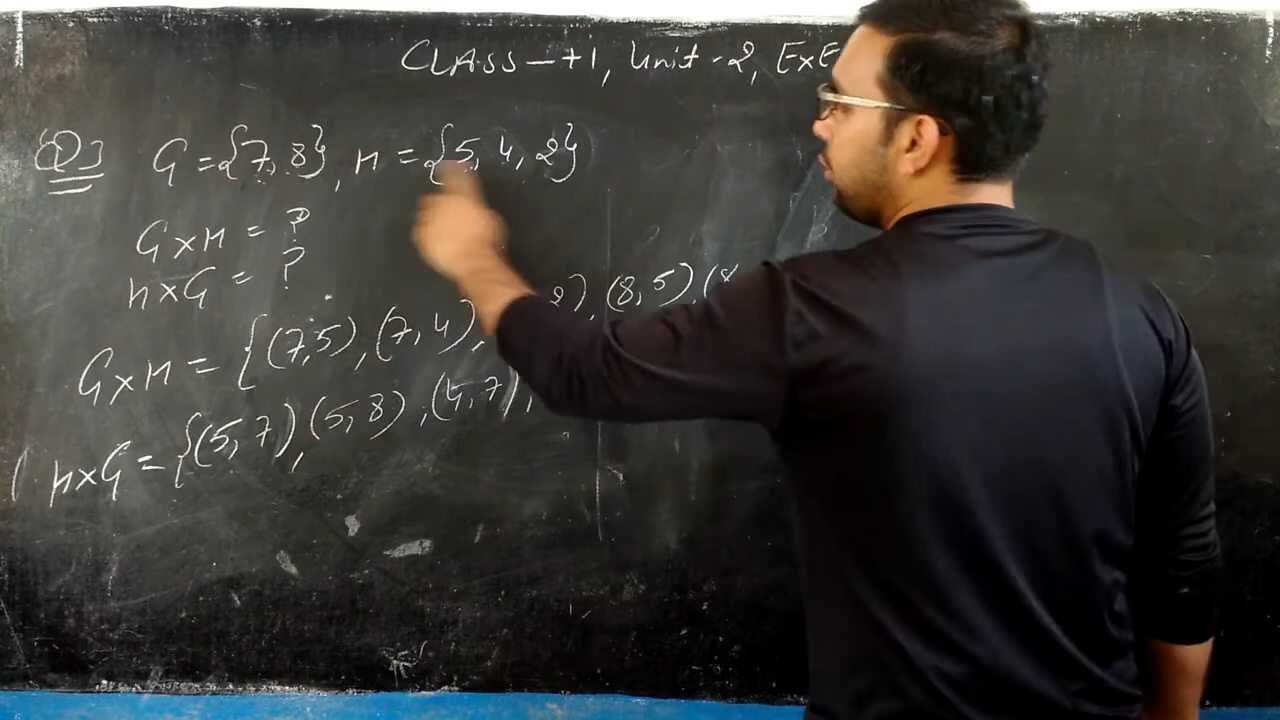 CLASS-+1, Unit-2, EXE
Q3 G = {7, 8}, H = {5, 4, 2}
G×H = ?
H×G = ?
G×H = {(7,5), (7,4), 2), (8,5), (8
H×G = {(5,7), (5,8), (4,7),